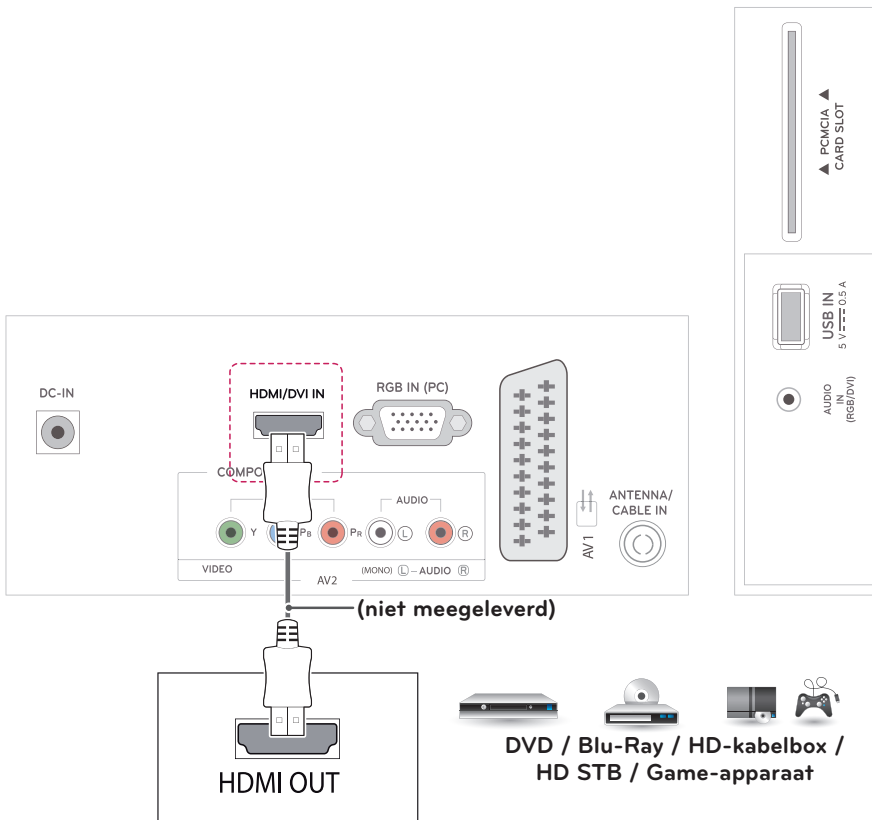 ▲ PCMCIA ▲
CARD SLOT
USB IN
5 V 0.5 A
AUDIO
IN
(RGB/DVI)
DC-IN
HDMI/DVI IN
RGB IN (PC)
COMPO
AUDIO
Y
PB
PR
L
R
VIDEO
AV2
(MONO) L – AUDIO R
AV1
ANTENNA/
CABLE IN
(niet meegeleverd)
HDMI OUT
DVD / Blu-Ray / HD-kabelbox /
HD STB / Game-apparaat